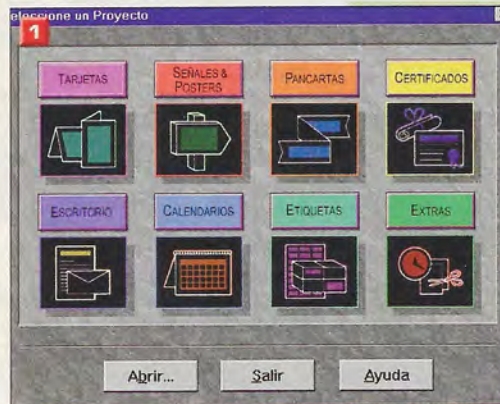 eleccione un Proyecto
1
TARJETAS
SEÑALES &
POSTERS
PANCARTAS
CERTIFICADOS
ESCRITORIO
CALENDARIOS
ETIQUETAS
EXTRAS
Abrir...
Salir
Ayuda